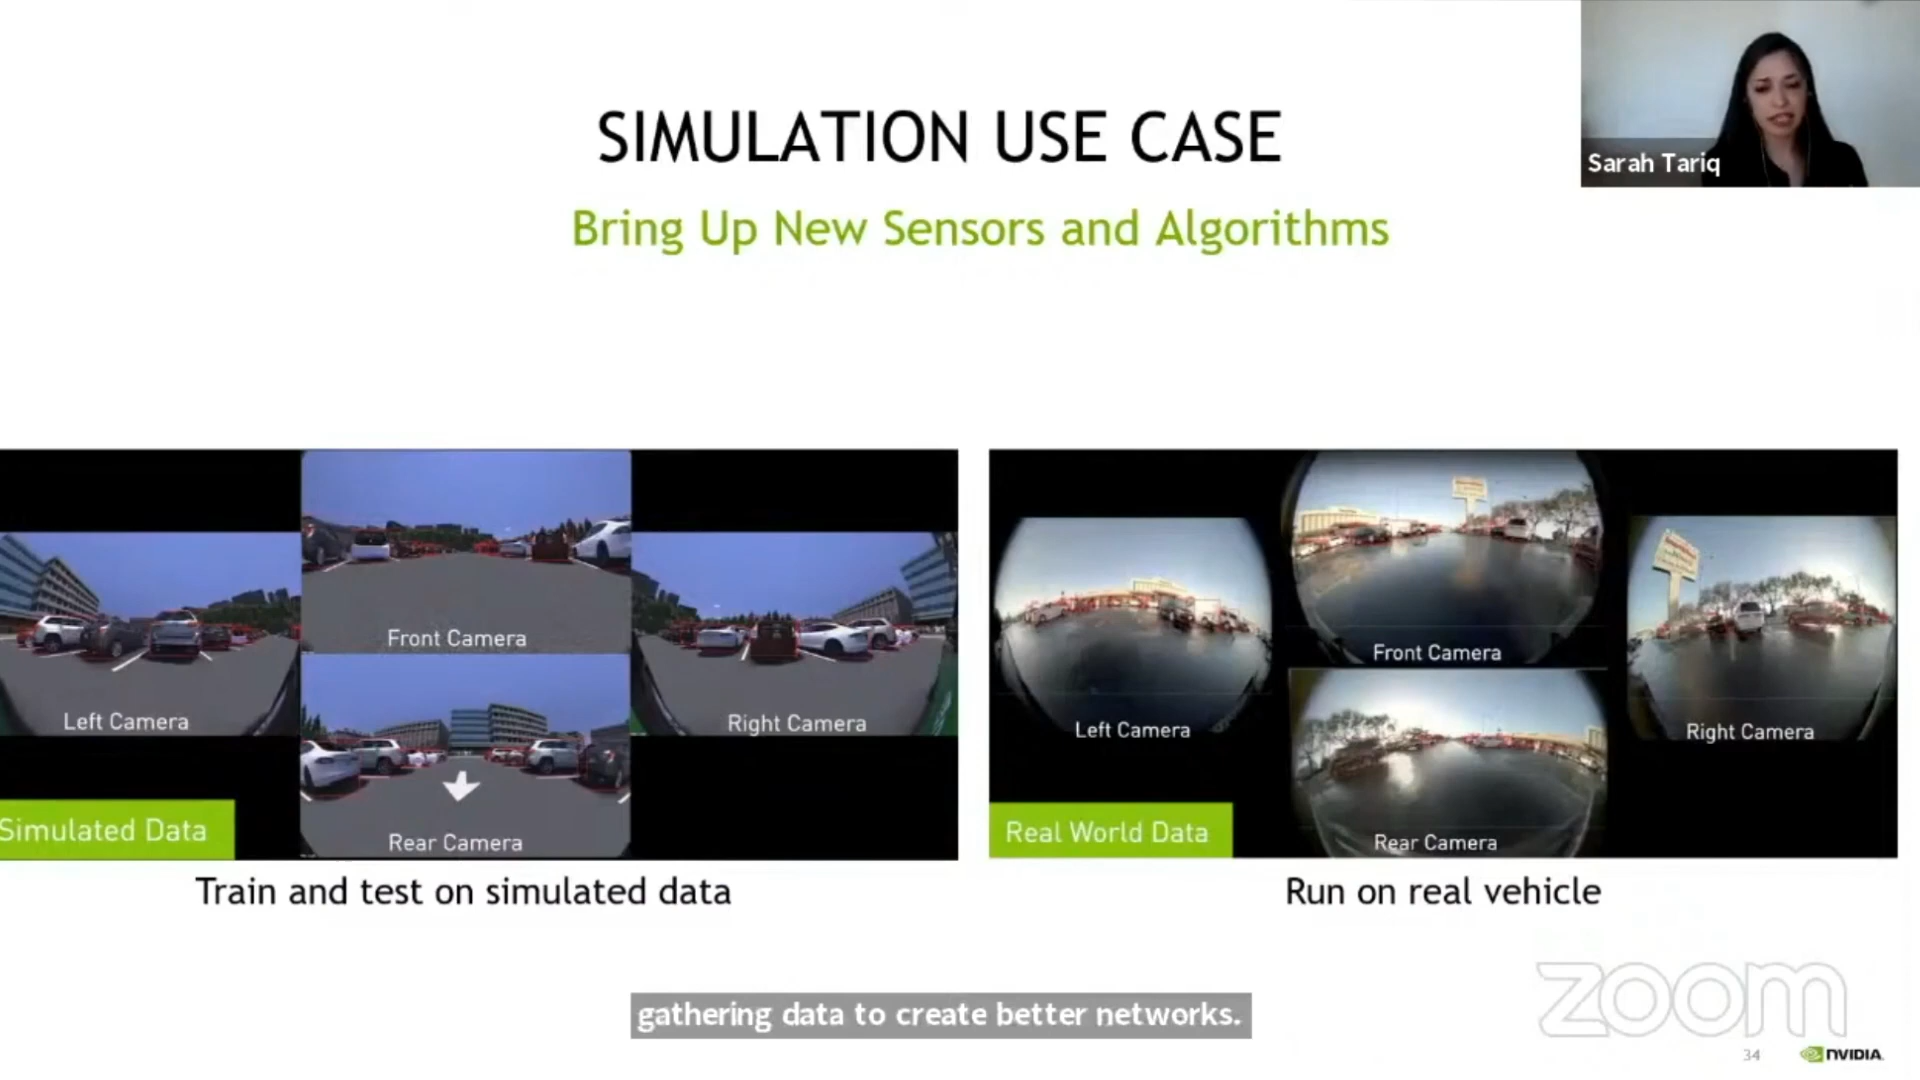 SIMULATION USE CASE
Sarah Tariq
Bring Up New Sensors and Algorithms
Front Camera
Left Camera
Right Camera
Rear Camera
Simulated Data
Front Camera
Left Camera
Right Camera
Rear Camera
Real World Data
Train and test on simulated data
Run on real vehicle
gathering data to create better networks.
zoom
34
NVIDIA